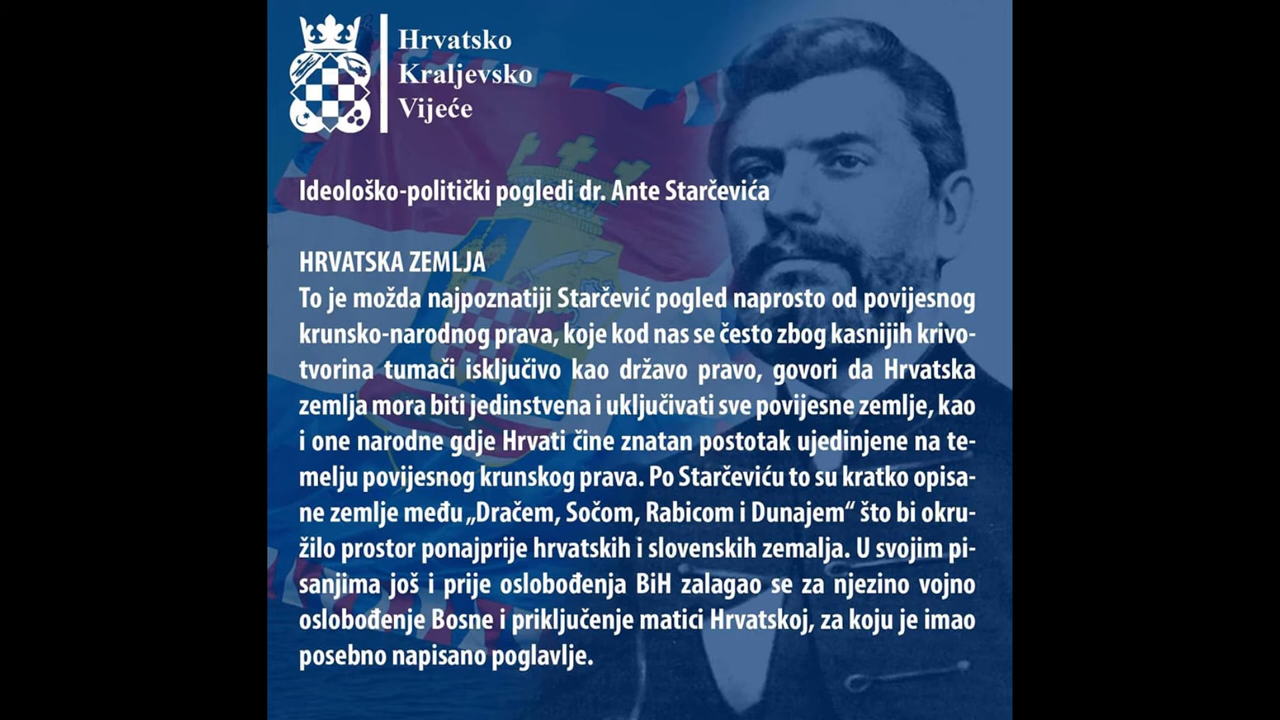 Hrvatsko
Kraljevsko
Vijeće
Ideološko-politički pogledi dr. Ante Starčevića
HRVATSKA ZEMLJA
To je možda najpoznatiji Starčević pogled naprosto od povijesnog
krunsko-narodnog prava, koje kod nas se često zbog kasnijih krivo-
tvorina tumači isključivo kao državo pravo, govori da Hrvatska
zemlja mora biti jedinstvena i uključivati sve povijesne zemlje, kao
i one narodne gdje Hrvati čine znatan postotak ujedinjene na te-
melju povijesnog krunskog prava. Po Starčeviću to su kratko opisa-
ne zemlje među „Dračem, Sočom, Rabicom i Dunajem“ što bi okru-
žilo prostor ponajprije hrvatskih i slovenskih zemalja. U svojim pi-
sanjima još i prije oslobođenja BiH zalagao se za njezino vojno
oslobođenje Bosne i priključenje matici Hrvatskoj, za koju je imao
posebno napisano poglavlje.